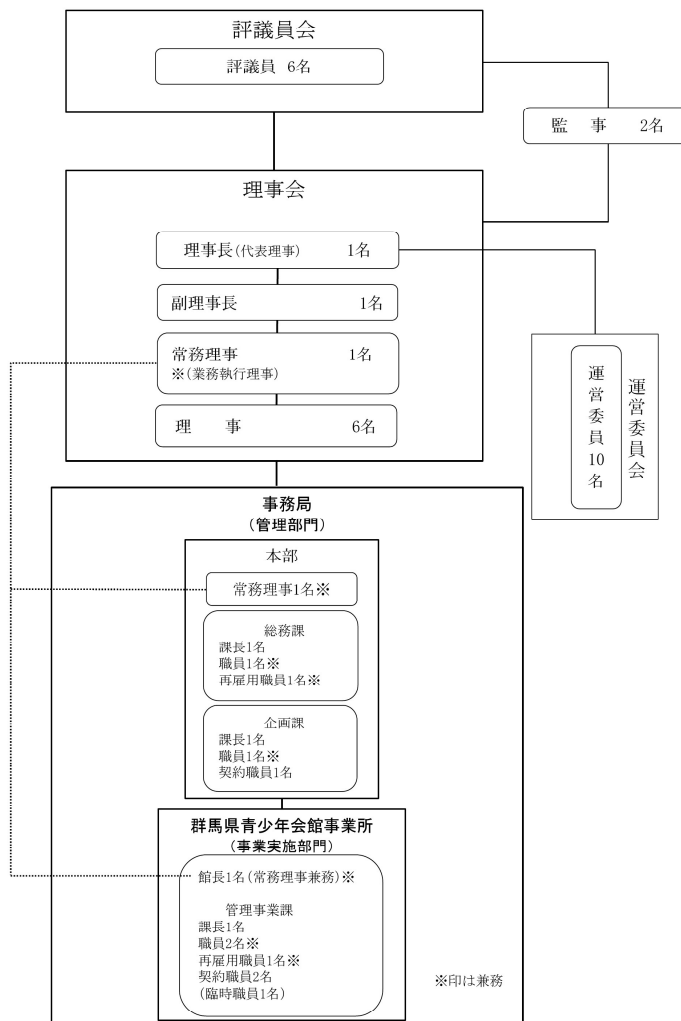 評議員会
評議員 6名
監 事 2名
理事会
理事長(代表理事) 1名
副理事長 1名
常務理事 1名
※(業務執行理事)
理 事 6名
運営委員会
運営委員10名
事務局
(管理部門)
本部
常務理事1名※
総務課
課長1名
職員1名※
再雇用職員1名※
企画課
課長1名
職員1名※
契約職員1名
群馬県青少年会館事業所
(事業実施部門)
館長1名(常務理事兼務)※
管理事業課
課長1名
職員2名※
再雇用職員1名※
契約職員2名
(臨時職員1名)
※印は兼務